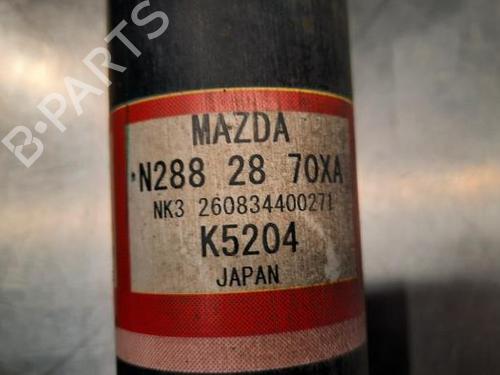 B-PARTS
MAZDA
·N288 28 70XA
NK3 260834400271
K5204
JAPAN